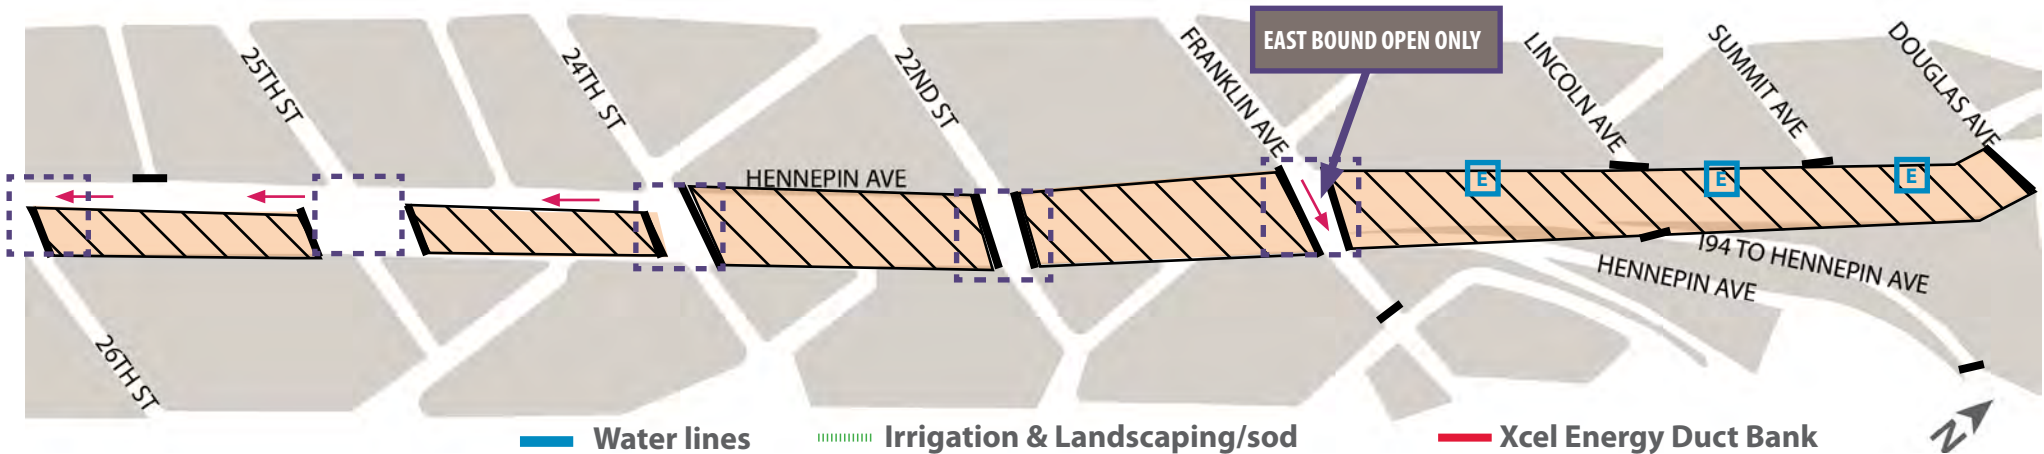 25TH ST
24TH ST
22ND ST
FRANKLIN AVE
EAST BOUND OPEN ONLY
LINCOLN AVE
SUMMIT AVE
DOUGLAS AVE
HENNEPIN AVE
E
E
E
I94 TO HENNEPIN AVE
HENNEPIN AVE
26TH ST
N
Water lines
Irrigation & Landscaping/sod
Xcel Energy Duct Bank